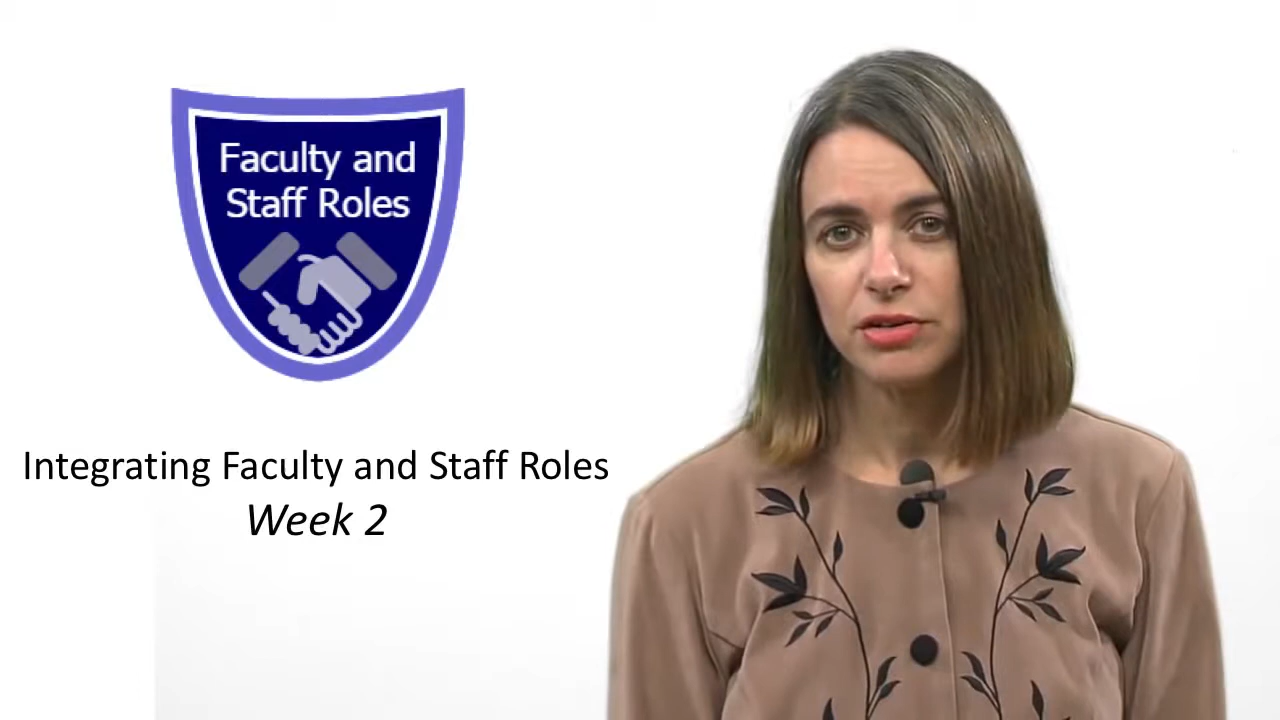 Faculty and
Staff Roles
Integrating Faculty and Staff Roles
Week 2